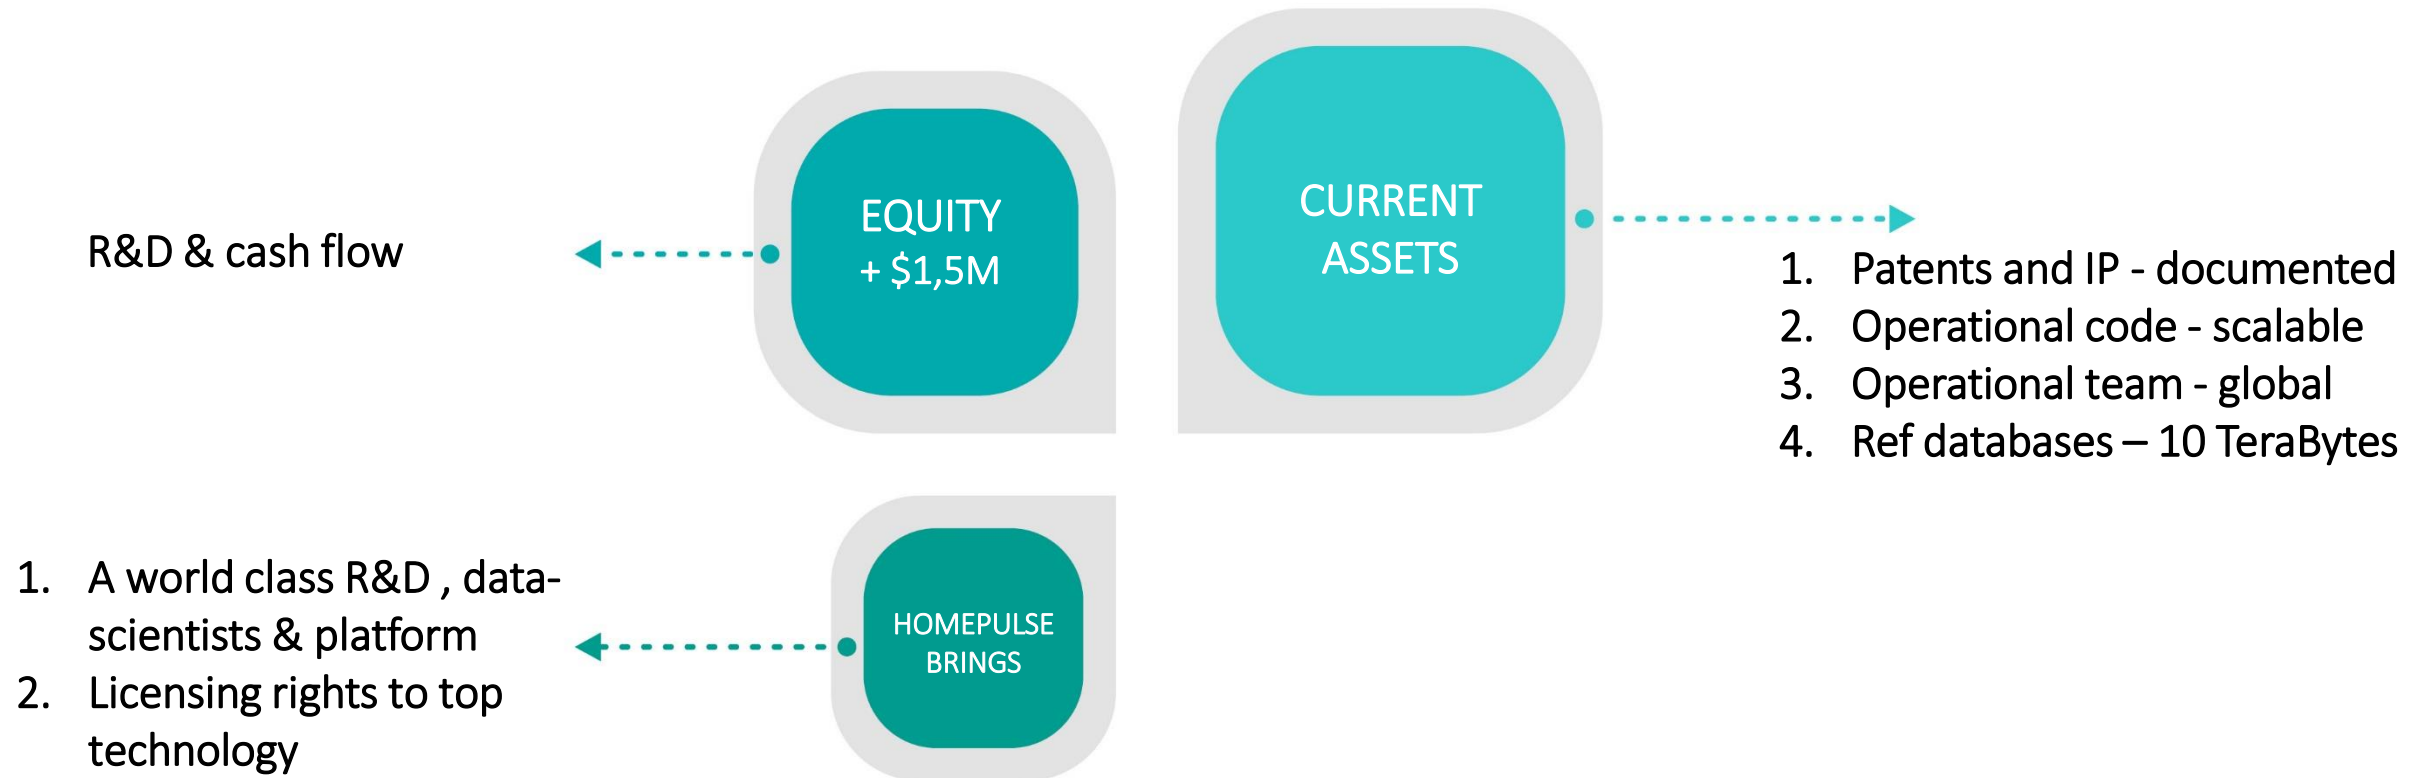 R&D & cash flow
EQUITY
+ $1,5M
CURRENT
ASSETS
1. Patents and IP - documented
2. Operational code - scalable
3. Operational team - global
4. Ref databases – 10 TeraBytes
1. A world class R&D , data-
scientists & platform
2. Licensing rights to top
technology
HOMEPULSE
BRINGS